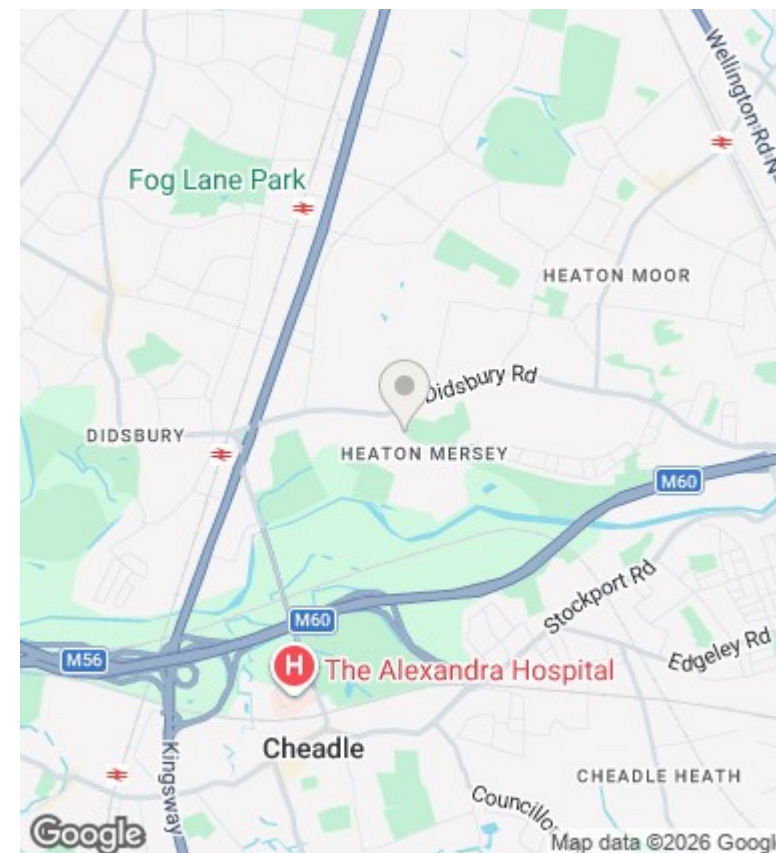 Wellington Rd N
Fog Lane Park
HEATON MOOR
Didsbury Rd
DIDSBURY
HEATON MERSEY
M60
Stockport Rd
M60
Edgeley Rd
M56
H
The Alexandra Hospital
Kingsway
Cheadle
CHEADLE HEATH
Councillo
Google
Map data ©2026 Googl